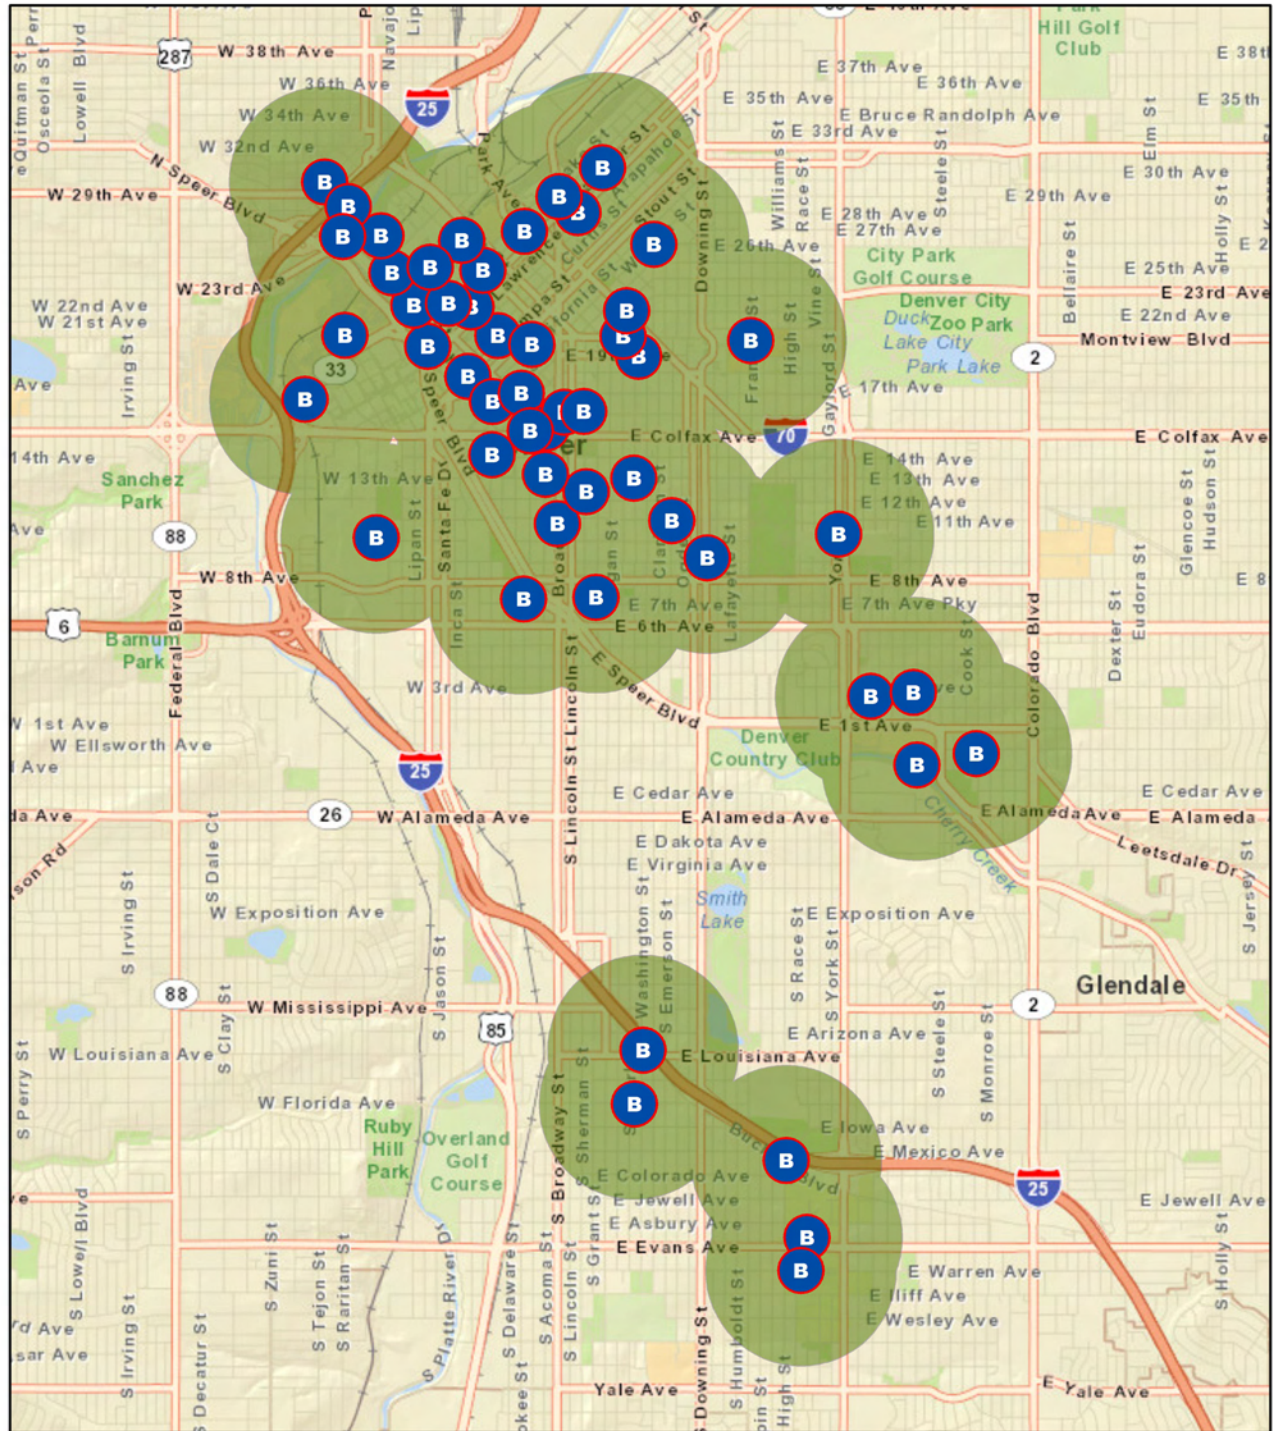 Park
Hill Golf
Club
287
W 38th Ave
Navajo
Lip
W 36th Ave
25
E 37th Ave
E 36th Ave
E 38th
E 35th Ave
E 35th
W 34th Ave
E Bruce Randolph Ave
E 33rd Ave
W 32nd Ave
Osceola St
Lowell Blvd
Elm St
N Speer Blvd
Park Ave
Arapahoe St
Stout St
Williams St
Race St
Steele St
E 30th Ave
W 29th Ave
E 29th Ave
Holly St
E 28th Ave
E 27th Ave
Lawrence
Curtis St
Downing St
E 26th Ave
City Park
Golf Course
E 25th Ave
Bellaire St
W 23rd Ave
E 23rd Ave
W 22nd Ave
W 21st Ave
Denver City
Zoo Park
E 22nd Ave
Duck
Lake City
Park Lake
Montview Blvd
2
Irving St
High St
Vine St
Gaylord St
33
E 17th Ave
Ave
Speer Blvd
E Colfax Ave
70
E Colfax Ave
14th Ave
E 14th Ave
W 13th Ave
E 13th Ave
Sanchez
Park
E 12th Ave
E 11th Ave
Glencoe St
Hudson St
88
Lipan St
Santa Fe Dr
Lafayette St
W 8th Ave
E 8th Ave
E 8
E 7th Ave
E 7th Ave Pky
6
Inca St
E 6th Ave
Barnum
Park
Federal Blvd
Cook St
Colorado Blvd
Dexter St
Eudora St
E Speer Blvd
W 3rd Ave
W 1st Ave
E 1st Ave
W Ellsworth Ave
Denver
Country Club
25
E Cedar Ave
E Cedar Ave
26
W Alameda Ave
S Lincoln St
Lincoln St
E Alameda Ave
E Alameda Ave
E Alameda
E Dakota Ave
E Virginia Ave
Cherry Creek
Leetsdale Dr
S Dale Ct
Smith
Lake
W Exposition Ave
E Exposition Ave
S Irving St
S Jason St
Washington St
S Emerson St
S Race St
S York St
S Jersey St
Glendale
88
W Mississippi Ave
2
85
E Arizona Ave
S Clay St
W Louisiana Ave
E Louisiana Ave
S Perry St
S Steele St
S Monroe St
W Florida Ave
S Broadway St
S Sherman St
Ruby
Hill
Park
Overland
Golf
Course
E Iowa Ave
E Mexico Ave
E Colorado Ave
25
E Jewell Ave
E Jewell Ave
S Grant St
E Asbury Ave
E Evans Ave
S Lowell Blvd
S Zuni St
S Tejon St
S Raritan St
S Platte River Dr
S Delaware St
S Acoma St
S Lincoln St
E Warren Ave
E Iliff Ave
E Wesley Ave
S Holly St
S Irving St
S Decatur St
S Downing St
S Humboldt St
High St
Yale Ave
E Yale Ave